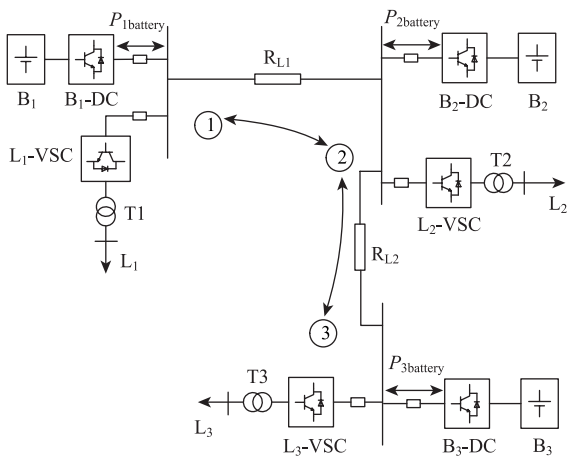 P1battery
P2battery
RL1
B1
B1-DC
B2-DC
B2
1
2
L1-VSC
T2
T1
L2-VSC
L2
L1
RL2
3
P3battery
T3
L3
L3-VSC
B3-DC
B3